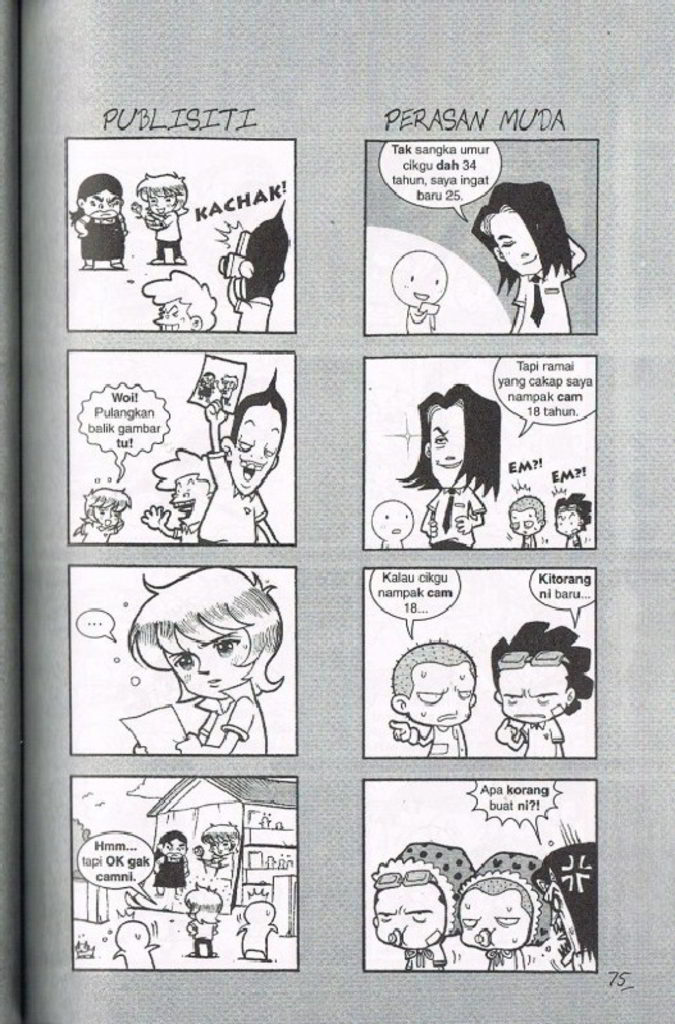 PUBLISITI
KACHAK!
Woi!
Pulangkan
balik gambar
tu!
...
Hmm...
tapi OK gak
camni.
PERASAN MUDA
Tak sangka umur
cikgu dah 34
tahun, saya ingat
baru 25.
Tapi ramai
yang cakap saya
nampak cam
18 tahun.
EM?!
EM?!
Kalau cikgu
nampak cam
18...
Kitorang
ni baru...
Apa korang
buat ni?!
75